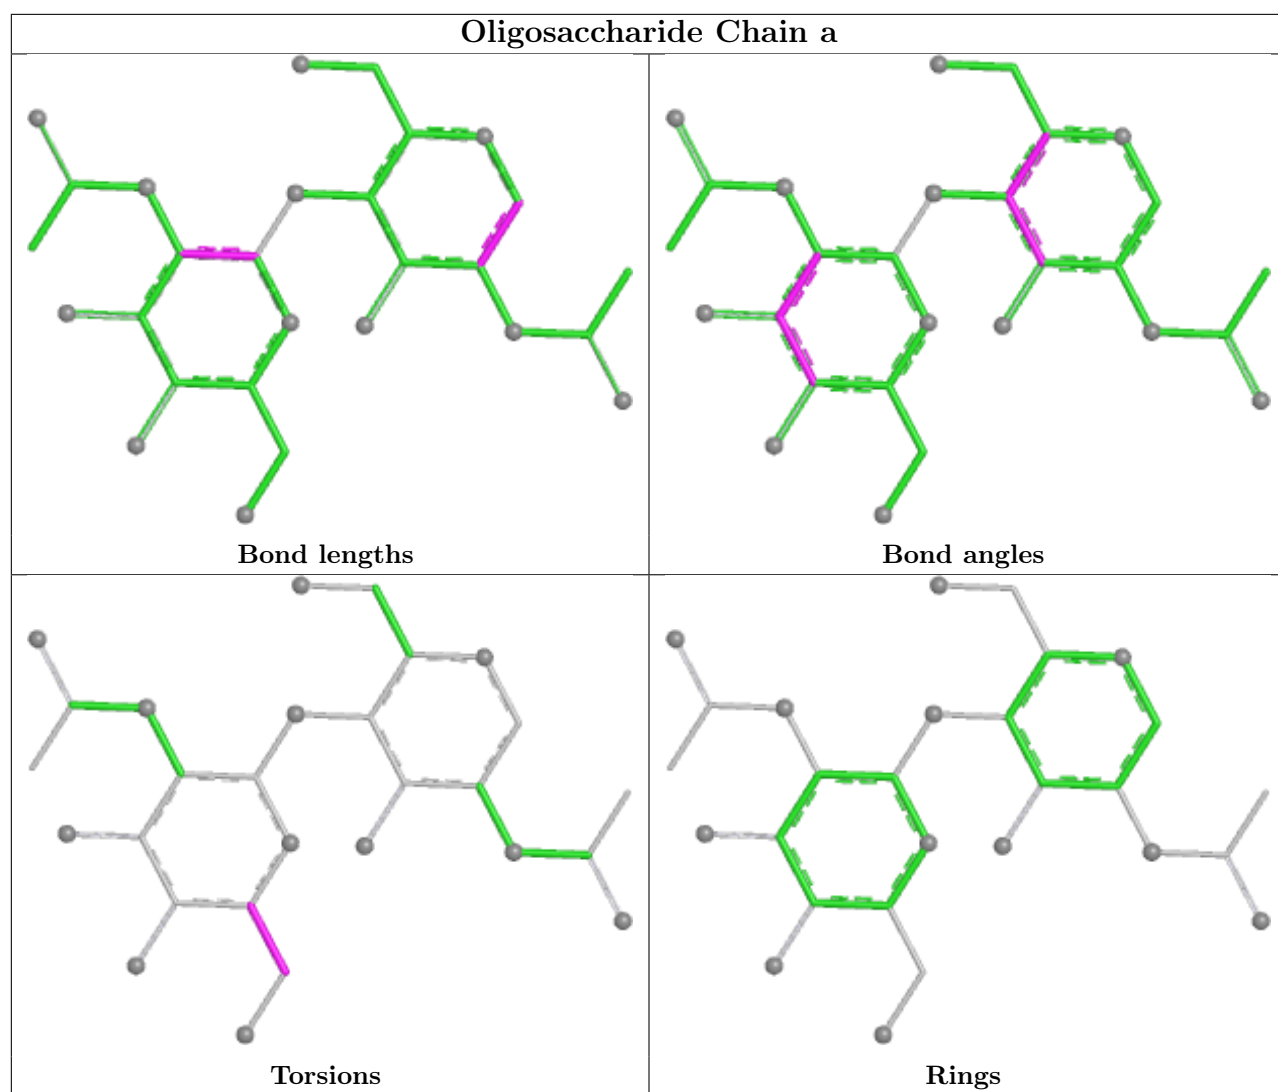 Oligosaccharide Chain a
Bond lengths
Bond angles
Torsions
Rings